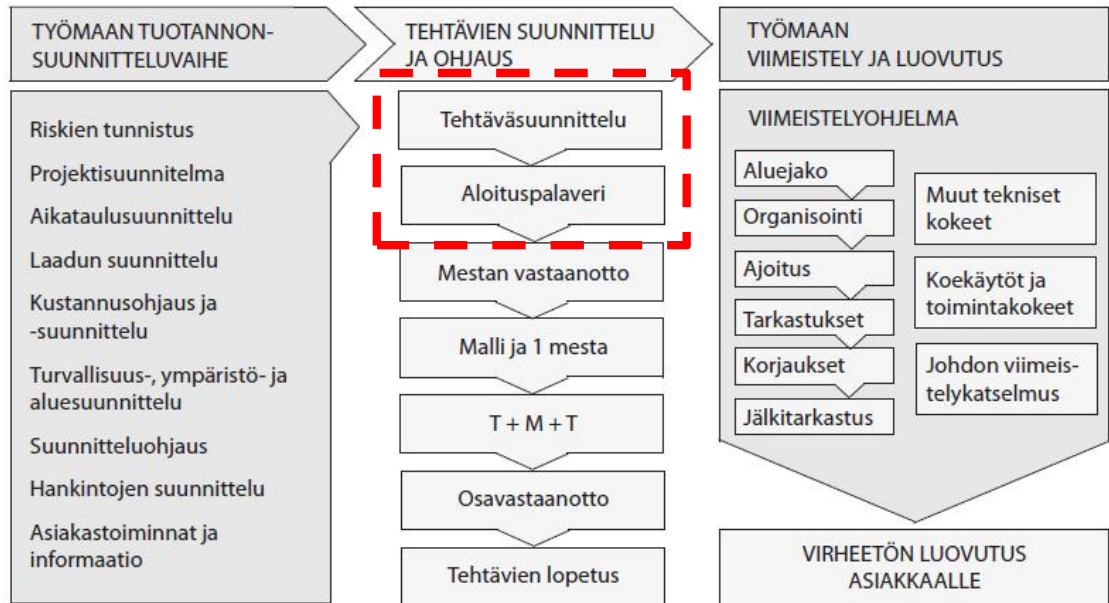 TYÖMAAN TUOTANNON-
SUUNNITTELUVAIHE
Riskien tunnistus
Projektisuunnitelma
Aikataulusuunnittelu
Laadun suunnittelu
Kustannusohjaus ja
-suunnittelu
Turvallisuus-, ympäristö- ja
aluesuunnittelu
Suunnitteluohjaus
Hankintojen suunnittelu
Asiakastoiminnat ja
informaatio
TEHTÄVIEN SUUNNITTELU
JA OHJAUS
Tehtäväsuunnittelu
Aloituspalaveri
Mestan vastaanotto
Malli ja 1 mesta
T + M + T
Osavastaanotto
Tehtävien lopetus
TYÖMAAN
VIIMEISTELY JA LUOVUTUS
VIIMEISTELYOHJELMA
Aluejako
Organisointi
Ajoitus
Tarkastukset
Korjaukset
Jälkitarkastus
Muut tekniset
kokeet
Koekäytöt ja
toimintakokeet
Johdon viimeis-
telykatselmus
VIRHEETÖN LUOVUTUS
ASIAKKAALLE